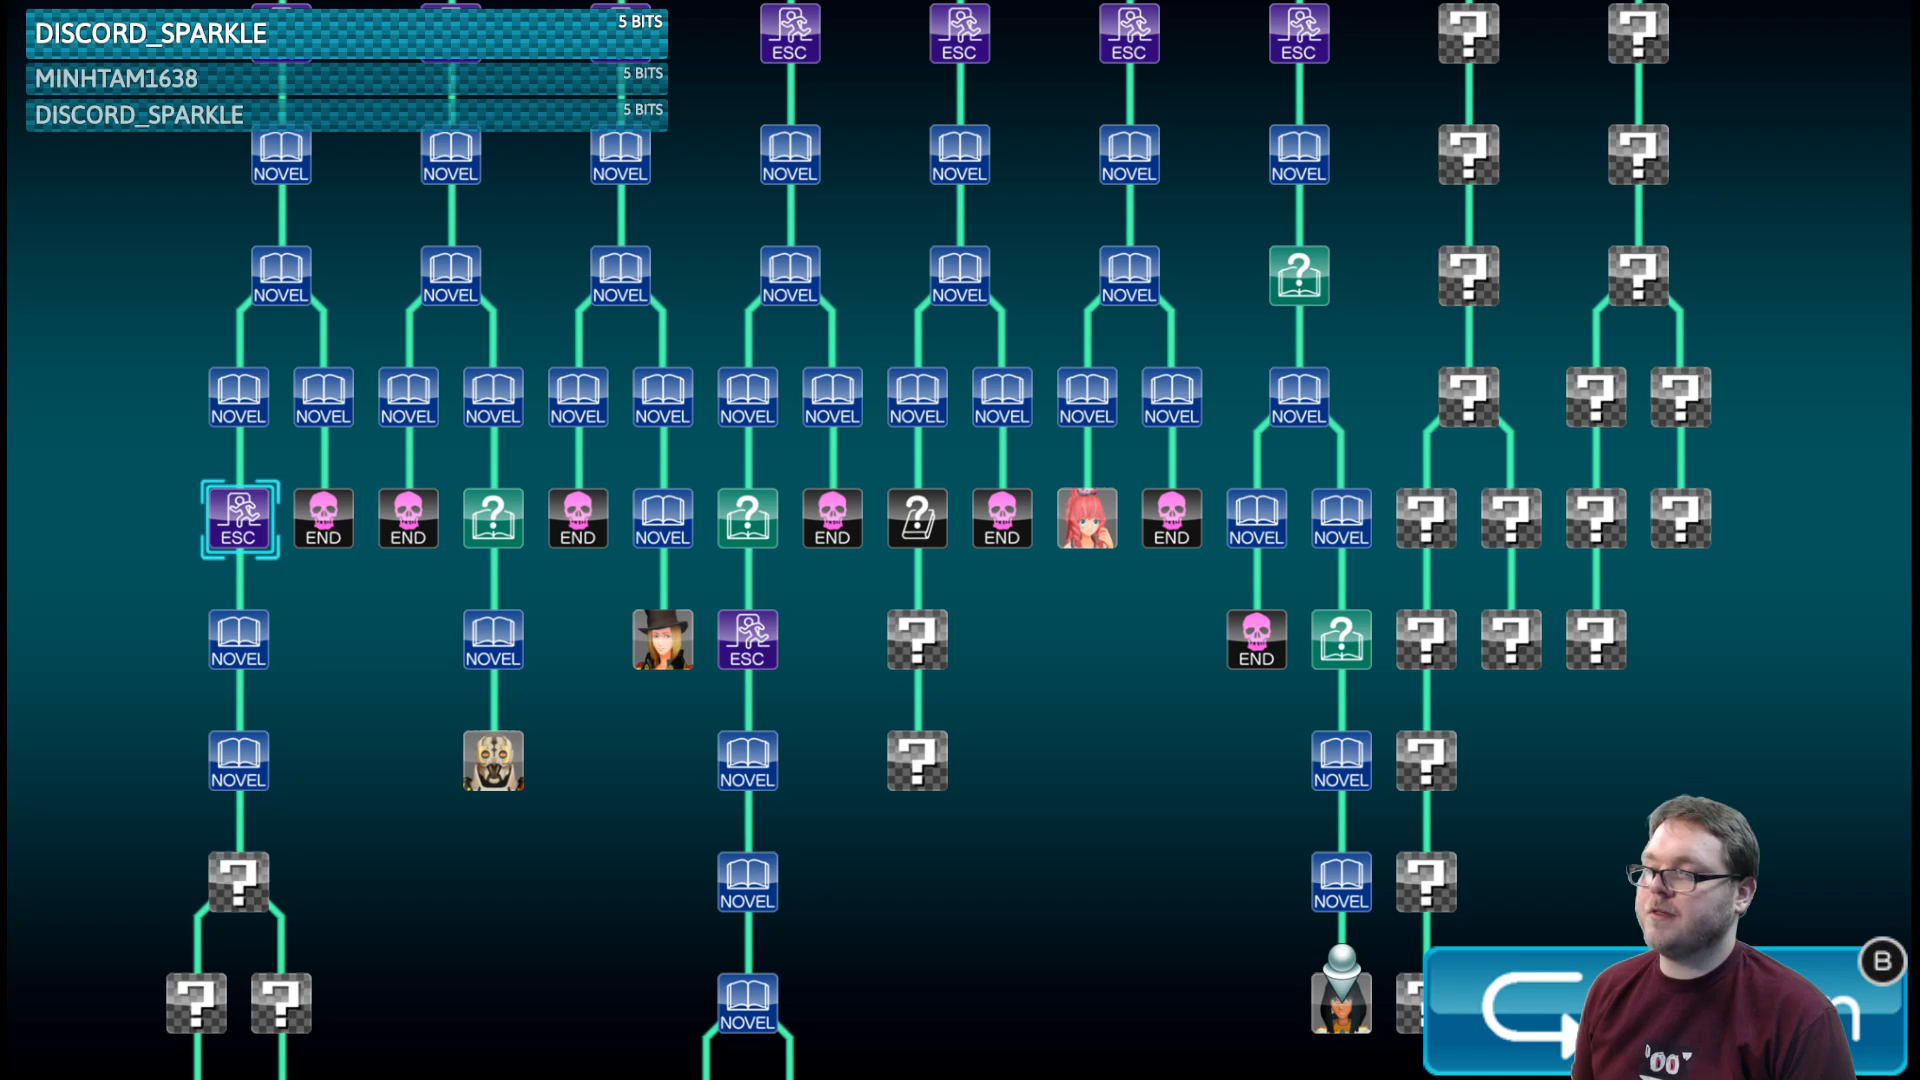 DISCORD_SPARKLE 5 BITS
MINHTAM1638 5 BITS
DISCORD_SPARKLE 5 BITS
ESC ESC ESC ESC ? ?
NOVEL NOVEL NOVEL NOVEL NOVEL NOVEL NOVEL ? ?
NOVEL NOVEL NOVEL NOVEL NOVEL NOVEL ? ? ?
NOVEL NOVEL NOVEL NOVEL NOVEL NOVEL NOVEL NOVEL NOVEL NOVEL NOVEL NOVEL NOVEL ? ? ?
ESC END END ? END NOVEL ? END ? END END NOVEL NOVEL ? ? ? ?
NOVEL NOVEL ESC ? END ? ? ? ?
NOVEL NOVEL ? NOVEL ?
? NOVEL NOVEL ?
? ? NOVEL ?
B